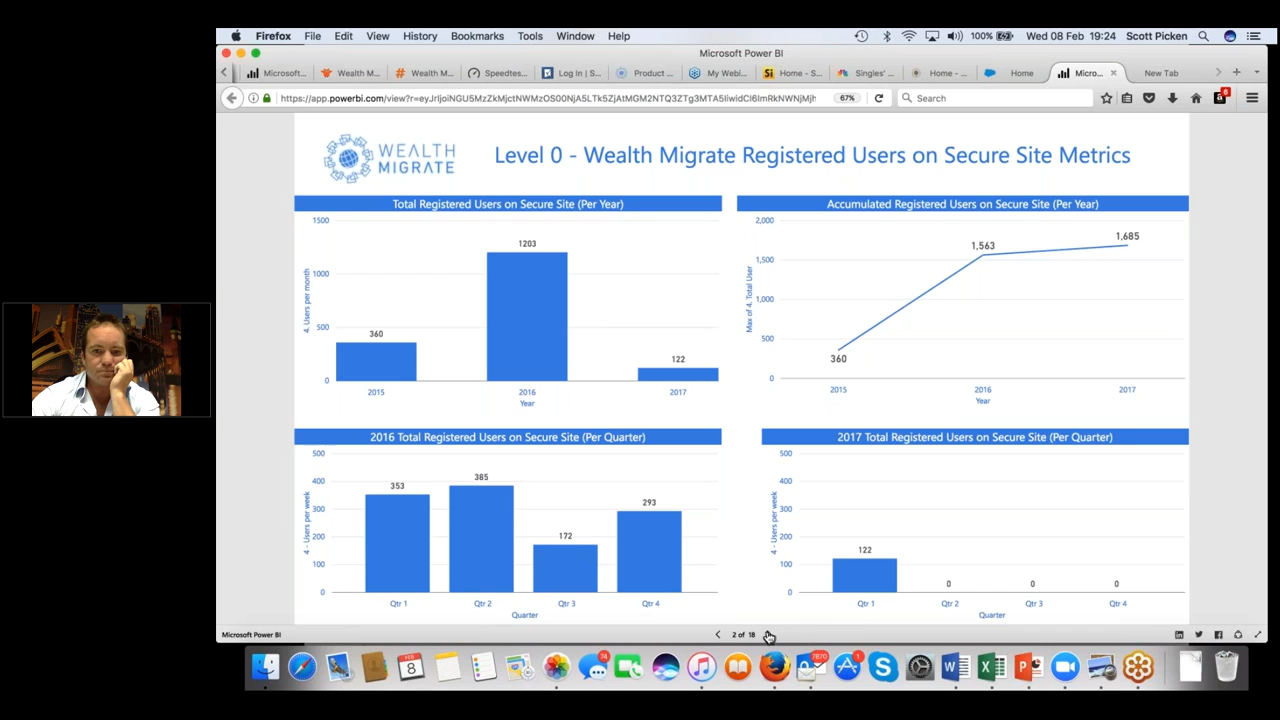 Firefox File Edit View History Bookmarks Tools Window Help 100% Wed 08 Feb 19:24 Scott Picken
Microsoft Power BI
Microsoft... Wealth M... Wealth M... Speedtes... Log In | S... Product ... My Webi... Home - S... Singles' ... Home - ... Home Micro... New Tab
67% Search
WEALTH
MIGRATE
Level 0 - Wealth Migrate Registered Users on Secure Site Metrics
Total Registered Users on Secure Site (Per Year)
1500
1000
500
0
4. Users per month
360
1203
122
2015 2016 2017
Year
Accumulated Registered Users on Secure Site (Per Year)
2,000
1,500
1,000
500
0
Max of 4. Total User
360
1,563
1,685
2015 2016 2017
Year
2016 Total Registered Users on Secure Site (Per Quarter)
500
400
300
200
100
0
4 - Users per week
353
385
172
293
Qtr 1 Qtr 2 Qtr 3 Qtr 4
Quarter
2017 Total Registered Users on Secure Site (Per Quarter)
500
400
300
200
100
0
4 - Users per week
122
0
0
0
Qtr 1 Qtr 2 Qtr 3 Qtr 4
Quarter
Microsoft Power BI
2 of 18
FEB
8
74
7870
1